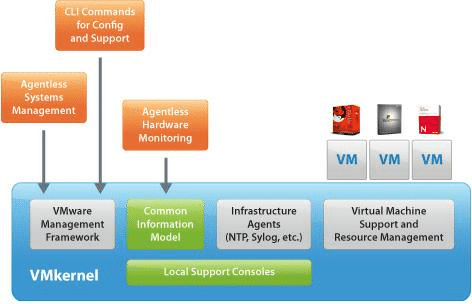 CLI Commands
for Config
and Support
Agentless
Systems
Management
Agentless
Hardware
Monitoring
N
VM
VM
VM
VMware
Management
Framework
Common
Information
Model
Infrastructure
Agents
(NTP, Sylog, etc.)
Virtual Machine
Support and
Resource Management
VMkernel
Local Support Consoles